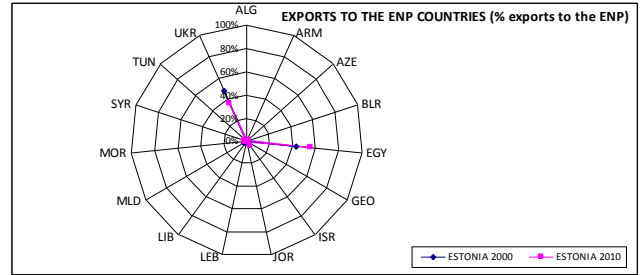 EXPORTS TO THE ENP COUNTRIES (% exports to the ENP)
ALG
ARM
AZE
BLR
EGY
GEO
ISR
JOR
LEB
LIB
MLD
MOR
SYR
TUN
UKR
100%
80%
60%
40%
20%
0%
ESTONIA 2000
ESTONIA 2010